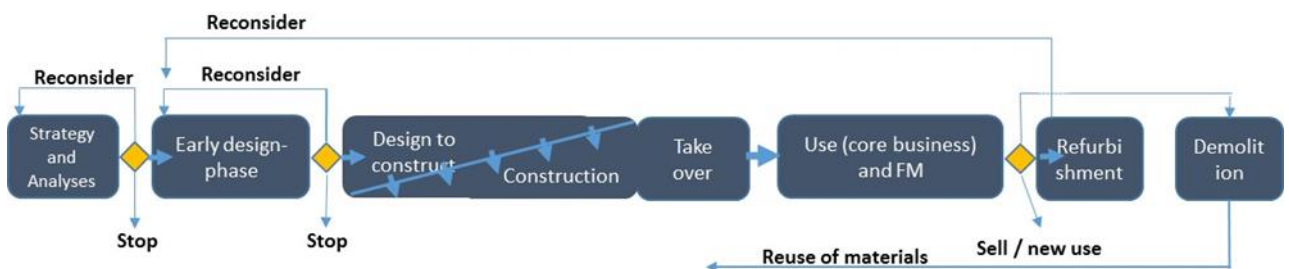 Reconsider
Reconsider
Reconsider
Strategy
and
Analyses
Early design-
phase
Design to
construct
Construction
Take
over
Use (core business)
and FM
Refurbi
shment
Demolit
ion
Stop
Stop
Sell / new use
Reuse of materials